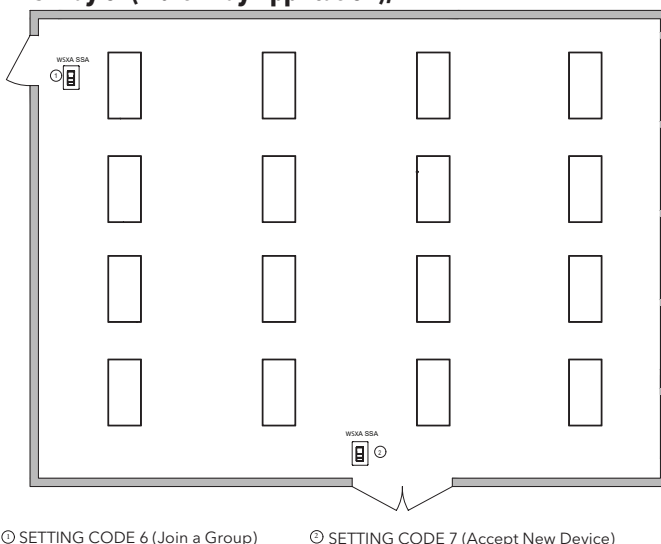 WSXA SSA
1
WSXA SSA
2
① SETTING CODE 6 (Join a Group)
② SETTING CODE 7 (Accept New Device)